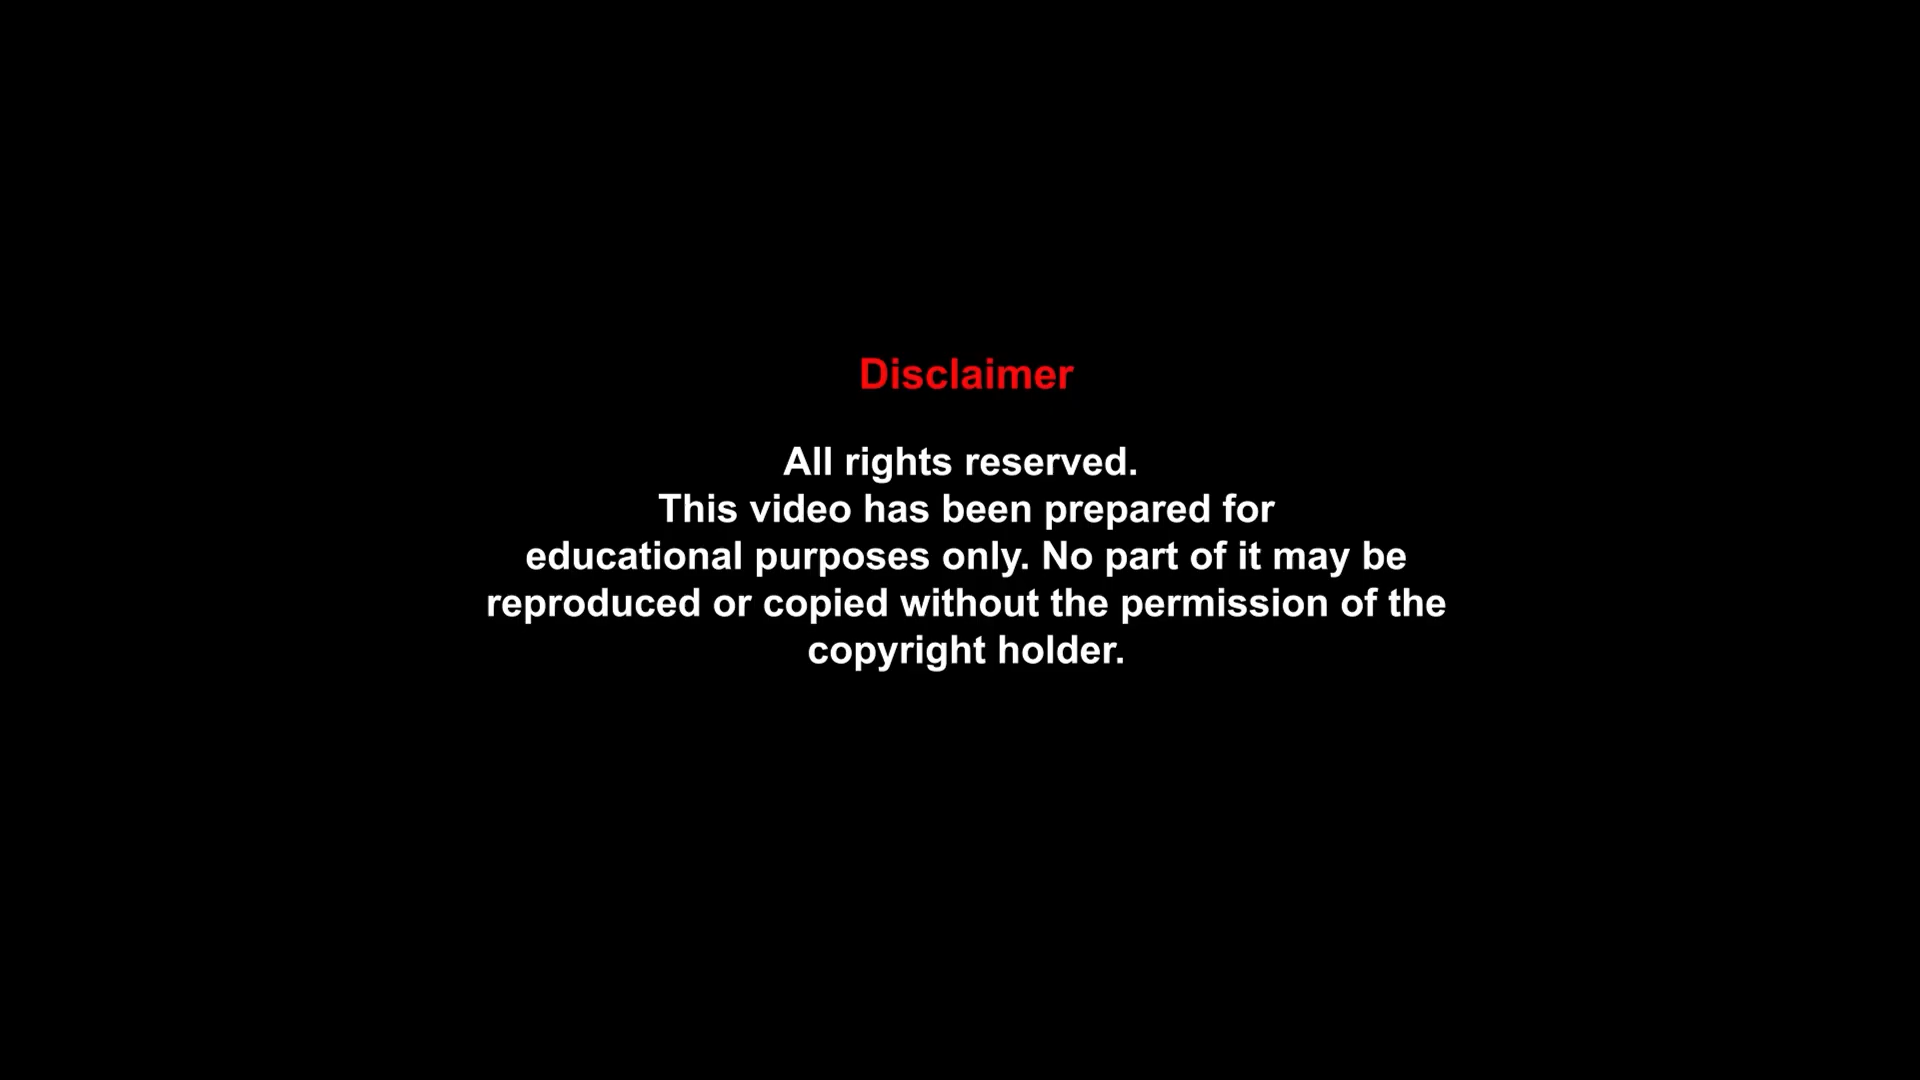 Disclaimer
All rights reserved.
This video has been prepared for
educational purposes only. No part of it may be
reproduced or copied without the permission of the
copyright holder.